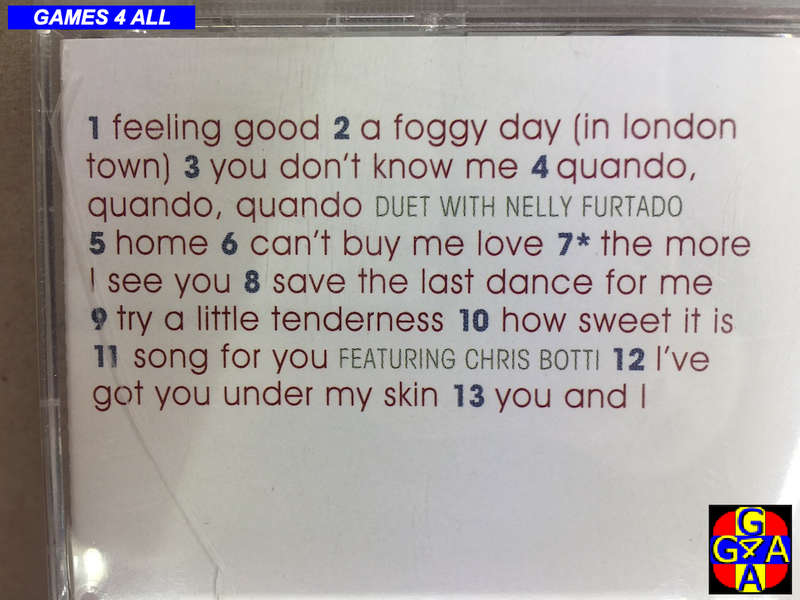 GAMES 4 ALL
1 feeling good 2 a foggy day (in london
town) 3 you don't know me 4 quando,
quando, quando DUET WITH NELLY FURTADO
5 home 6 can't buy me love 7* the more
I see you 8 save the last dance for me
9 try a little tenderness 10 how sweet it is
11 song for you FEATURING CHRIS BOTTI 12 I've
got you under my skin 13 you and I
G
G4A
A